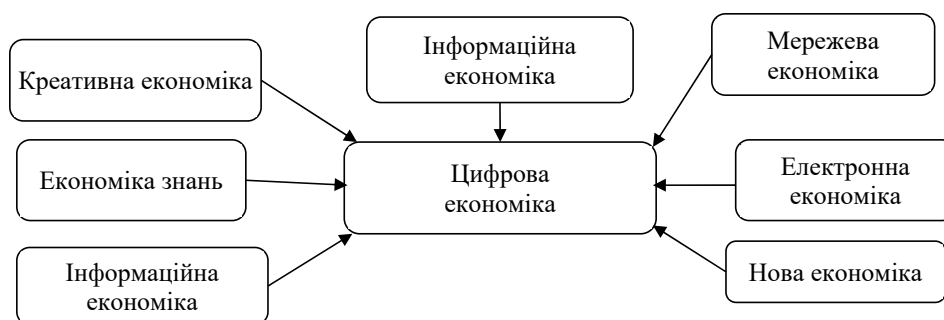 Креативна економіка
Інформаційна
економіка
Мережева
економіка
Економіка знань
Цифрова
економіка
Електронна
економіка
Інформаційна
економіка
Нова економіка